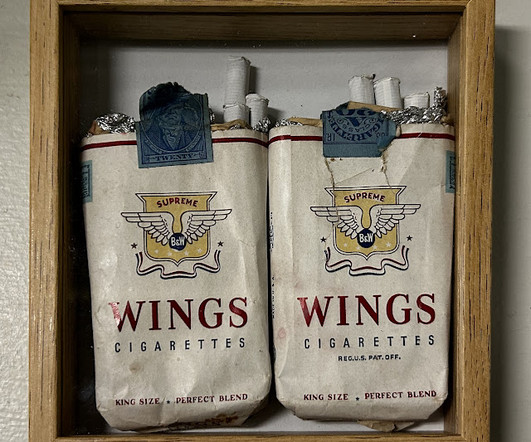 TWENTY
SUPREME
B&W
WINGS
CIGARETTES
KING SIZE • PERFECT BLEND
SUPREME
B&W
WINGS
CIGARETTES
REG.U.S. PAT. OFF.
KING SIZE • PERFECT BLEND